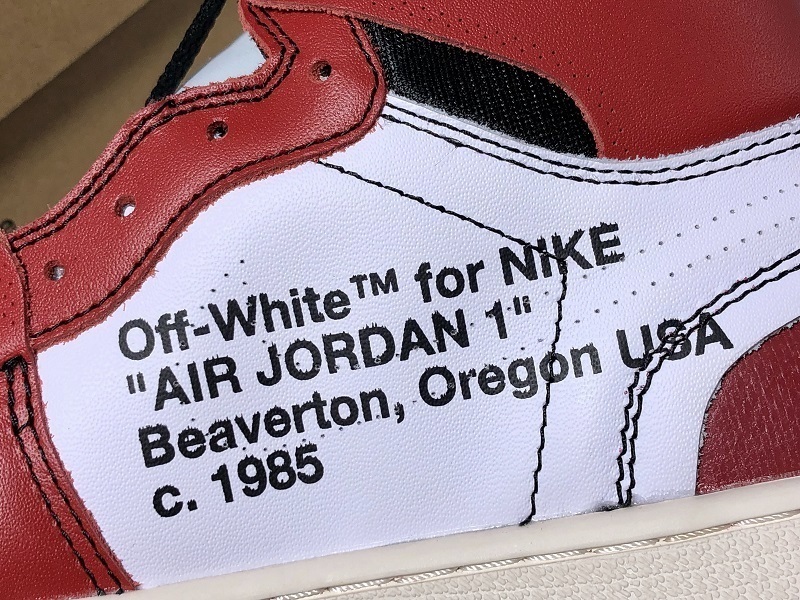 Off-White™ for NIKE
"AIR JORDAN 1"
Beaverton, Oregon USA
c. 1985